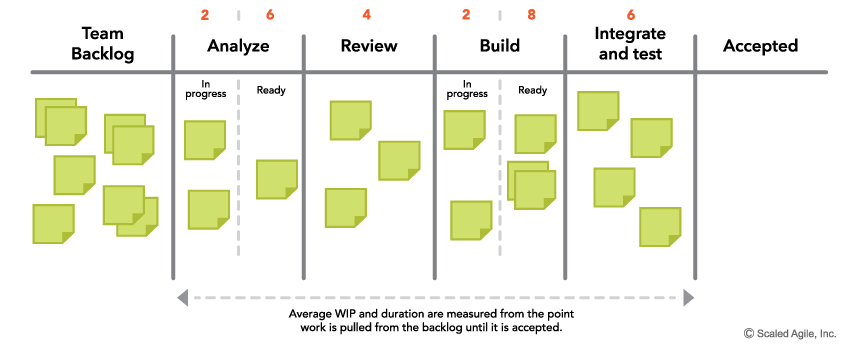 2 6 4 2 8 6
Team
Backlog
Analyze
Review
Build
Integrate
and test
Accepted
In
progress
Ready
In
progress
Ready
Average WIP and duration are measured from the point
work is pulled from the backlog until it is accepted.
© Scaled Agile, Inc.